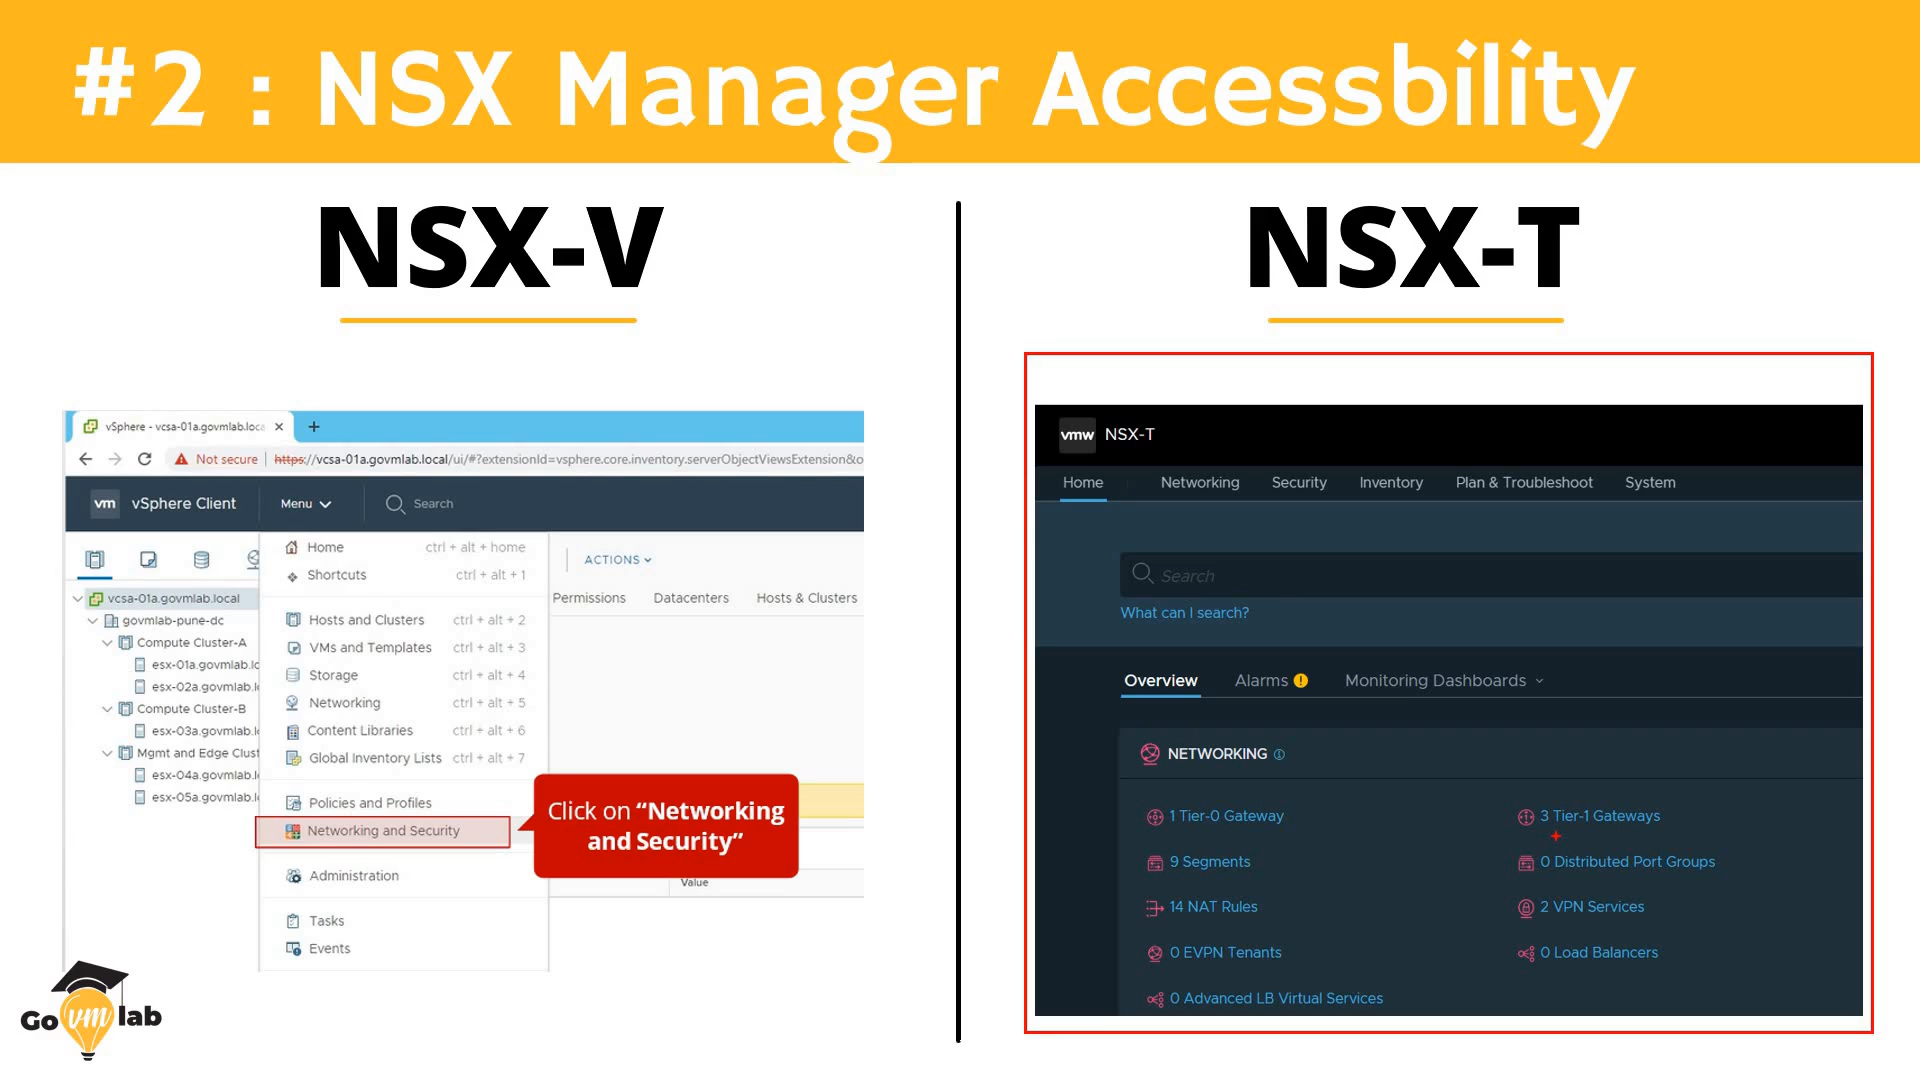 #2 : NSX Manager Accessbility
NSX-V
NSX-T
vSphere - vcsa-01a.govmlab.loca
Not secure
https://vcsa-01a.govmlab.local/ui/#?extensionId=vsphere.core.inventory.serverObjectViewsExtension&o
vm vSphere Client Menu Search
Home ctrl + alt + home
Shortcuts ctrl + alt + 1
Hosts and Clusters ctrl + alt + 2
VMs and Templates ctrl + alt + 3
Storage ctrl + alt + 4
Networking ctrl + alt + 5
Content Libraries ctrl + alt + 6
Global Inventory Lists ctrl + alt + 7
Policies and Profiles
Networking and Security
Administration
Tasks
Events
vcsa-01a.govmlab.local
govmlab-pune-dc
Compute Cluster-A
esx-01a.govmlab.lc
esx-02a.govmlab.l
Compute Cluster-B
esx-03a.govmlab.l
Mgmt and Edge Clust
esx-04a.govmlab.l
esx-05a.govmlab.l
ACTIONS
Permissions Datacenters Hosts & Clusters
Click on “Networking
and Security”
Value
Go vm lab
vmw NSX-T
Home Networking Security Inventory Plan & Troubleshoot System
Search
What can I search?
Overview Alarms Monitoring Dashboards
NETWORKING
1 Tier-0 Gateway
3 Tier-1 Gateways
9 Segments
0 Distributed Port Groups
14 NAT Rules
2 VPN Services
0 EVPN Tenants
0 Load Balancers
0 Advanced LB Virtual Services